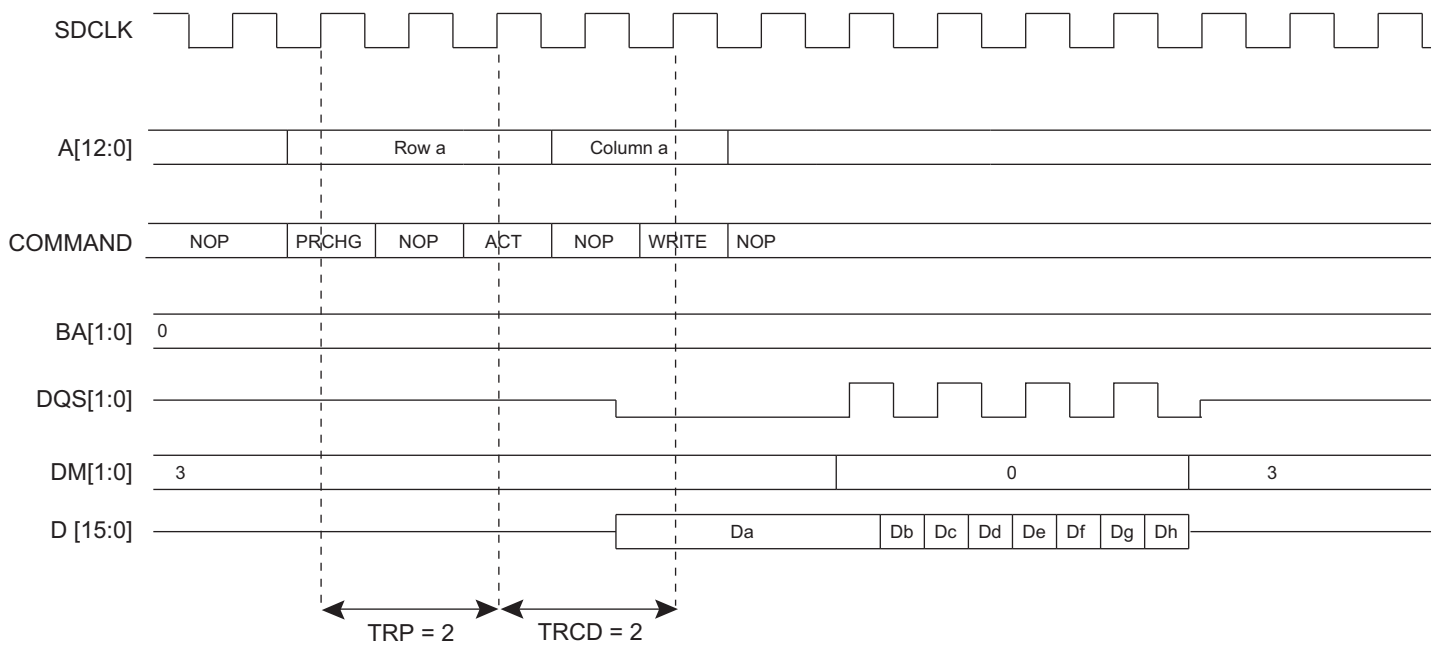 SDCLK
A[12:0] Row a Column a
COMMAND NOP PRCHG NOP ACT NOP WRITE NOP
BA[1:0] 0
DQS[1:0]
DM[1:0] 3 0 3
D [15:0] Da Db Dc Dd De Df Dg Dh
TRP = 2 TRCD = 2